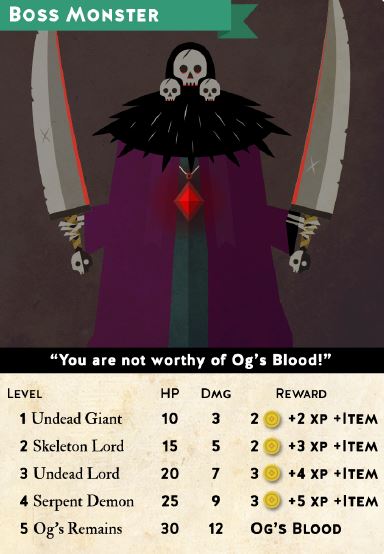 Boss Monster
"You are not worthy of Og's Blood!"
Level HP Dmg Reward
1 Undead Giant 10 3 2 +2 XP +Item
2 Skeleton Lord 15 5 2 +3 XP +Item
3 Undead Lord 20 7 3 +4 XP +Item
4 Serpent Demon 25 9 3 +5 XP +Item
5 Og's Remains 30 12 Og's Blood